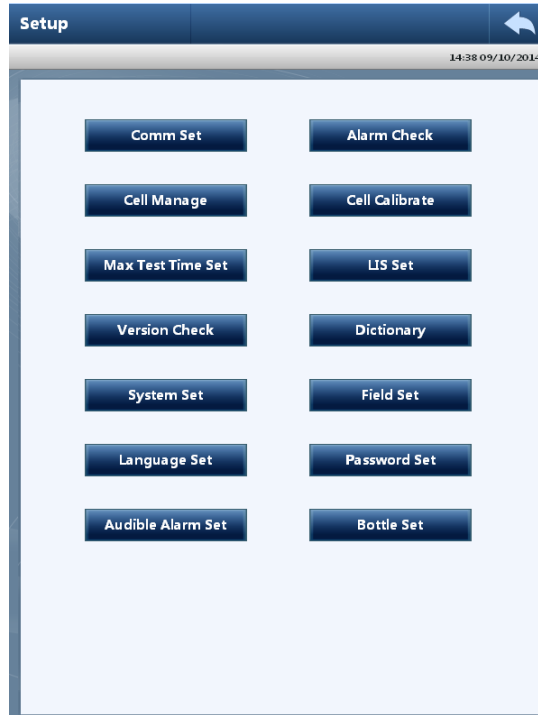 Setup
14:38 09/10/2014
Comm Set
Alarm Check
Cell Manage
Cell Calibrate
Max Test Time Set
LIS Set
Version Check
Dictionary
System Set
Field Set
Language Set
Password Set
Audible Alarm Set
Bottle Set